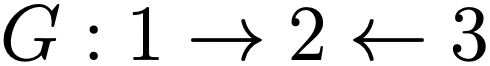 G : 1 → 2 ← 3